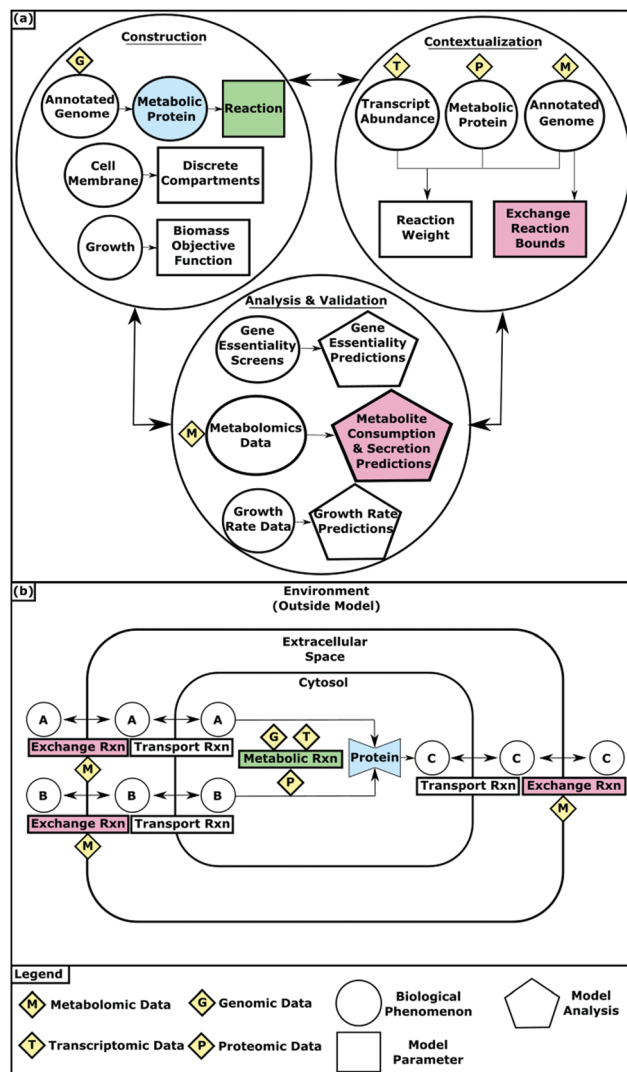 (a)
Construction
G
Annotated
Genome
Metabolic
Protein
Reaction
Cell
Membrane
Discrete
Compartments
Growth
Biomass
Objective
Function
Contextualization
T
P
M
Transcript
Abundance
Metabolic
Protein
Annotated
Genome
Reaction
Weight
Exchange
Reaction
Bounds
Analysis & Validation
Gene
Essentiality
Screens
Gene
Essentiality
Predictions
M
Metabolomics
Data
Metabolite
Consumption
& Secretion
Predictions
Growth
Rate Data
Growth Rate
Predictions
(b)
Environment
(Outside Model)
Extracellular
Space
Cytosol
A
A
A
Exchange Rxn
Transport Rxn
M
G
T
Metabolic Rxn
P
Protein
C
C
C
Transport Rxn
Exchange Rxn
M
B
B
B
Exchange Rxn
Transport Rxn
M
Legend
M
Metabolomic Data
G
Genomic Data
Biological
Phenomenon
Model
Analysis
T
Transcriptomic Data
P
Proteomic Data
Model
Parameter